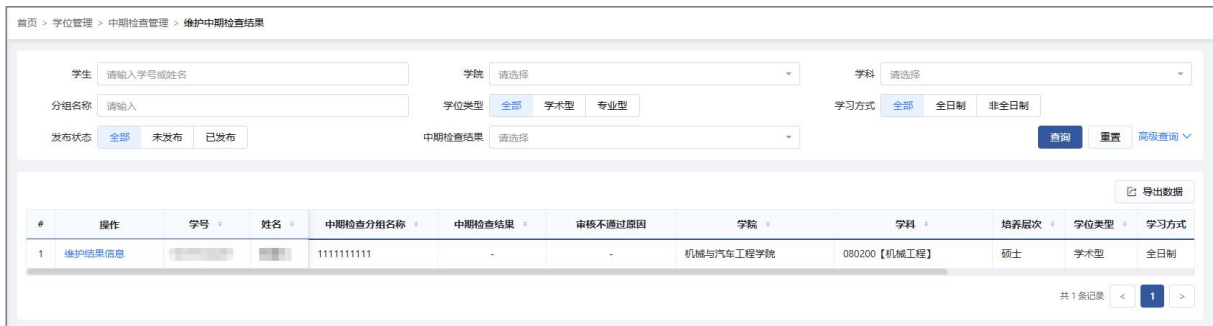 首页 > 学位管理 > 中期检查管理 > 维护中期检查结果
学生 请输入学号或姓名 学院 请选择 学科 请选择
分组名称 请输入 学位类型 全部 学术型 专业型 学习方式 全部 全日制 非全日制
发布状态 全部 未发布 已发布 中期检查结果 请选择 查询 重置 高级查询
导出数据
# 操作 学号 姓名 中期检查分组名称 中期检查结果 审核不通过原因 学院 学科 培养层次 学位类型 学习方式
1 维护结果信息 1111111111 - - 机械与汽车工程学院 080200【机械工程】 硕士 学术型 全日制
共 1 条记录 < 1 >